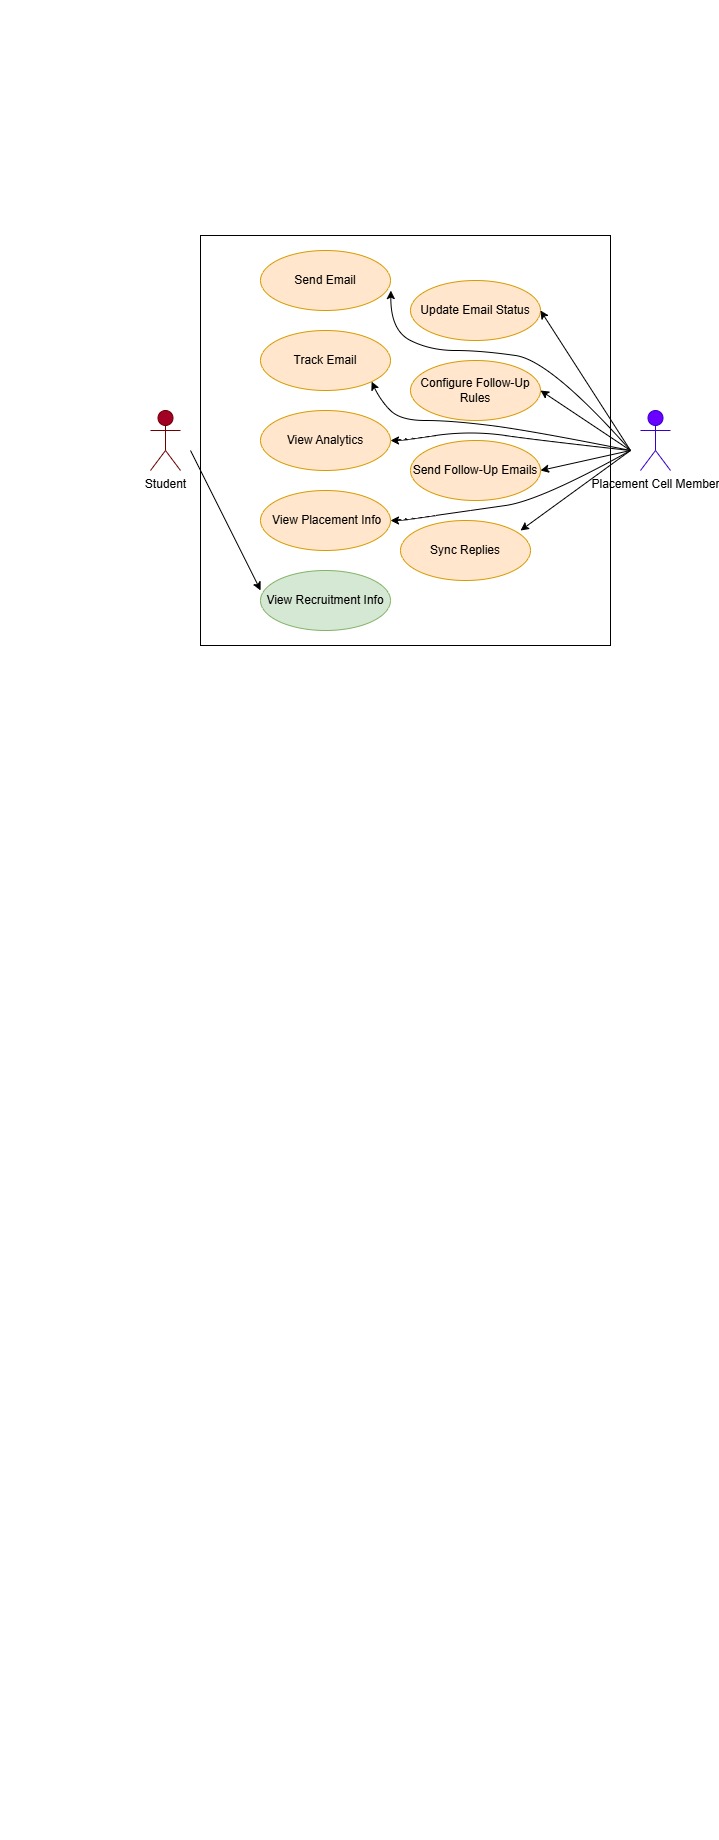 Send Email
Update Email Status
Track Email
Configure Follow-Up
Rules
View Analytics
Send Follow-Up Emails
Student
Placement Cell Member
View Placement Info
Sync Replies
View Recruitment Info